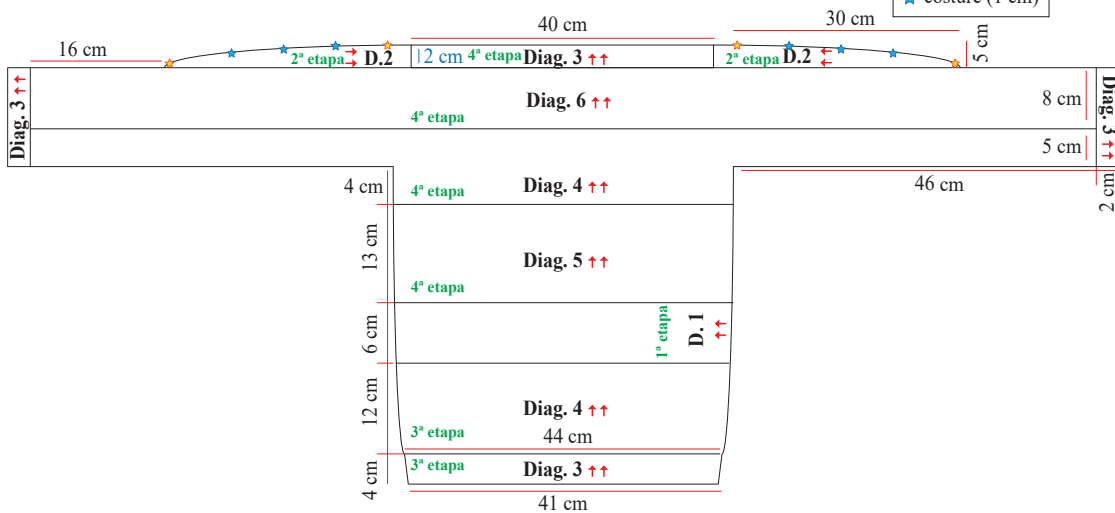 costure (1 cm)
40 cm
30 cm
16 cm
2ª etapa D.2
2 cm 4ª etapa Diag. 3
2ª etapa D.2
5 cm
Diag. 3
Diag. 6
8 cm
Diag. 3
4ª etapa
5 cm
4 cm
4ª etapa
Diag. 4
46 cm
2 cm
13 cm
Diag. 5
4ª etapa
6 cm
1ª etapa
D. 1
12 cm
Diag. 4
3ª etapa
44 cm
4 cm
3ª etapa
Diag. 3
41 cm